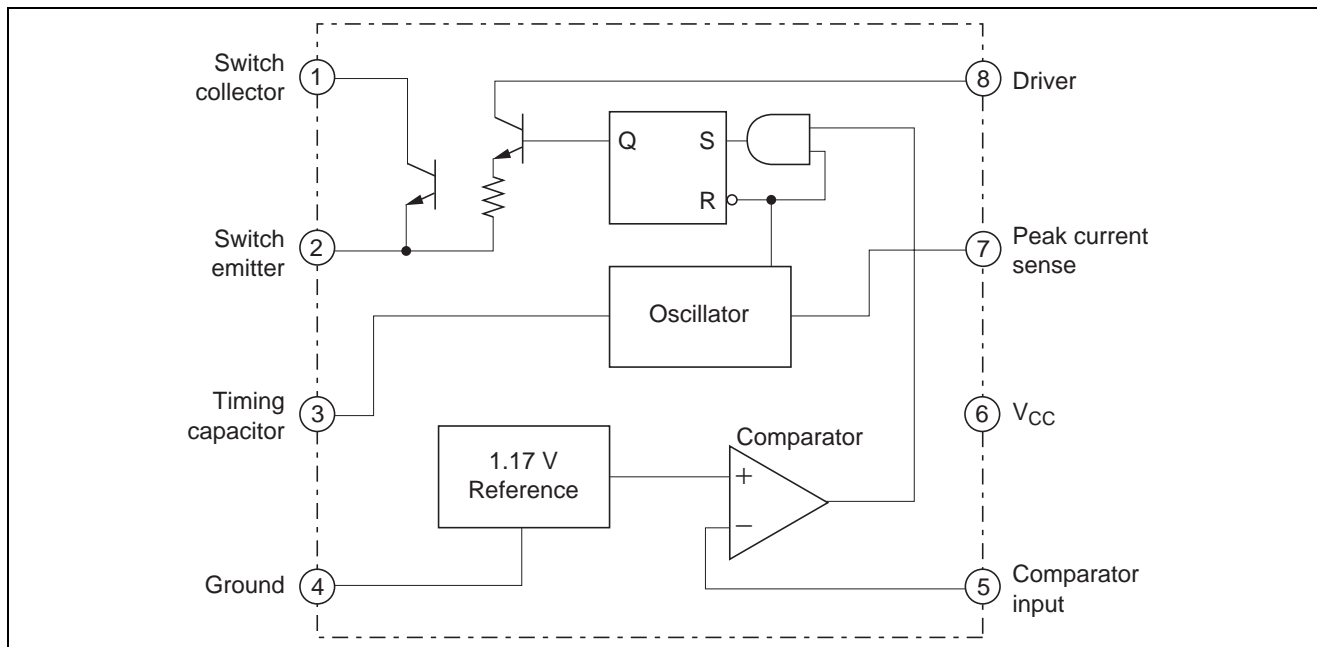 Switch
collector
1
8
Driver
Q
S
R
Switch
emitter
2
7
Peak current
sense
Oscillator
Timing
capacitor
3
6
VCC
1.17 V
Reference
Comparator
+
−
Ground
4
5
Comparator
input